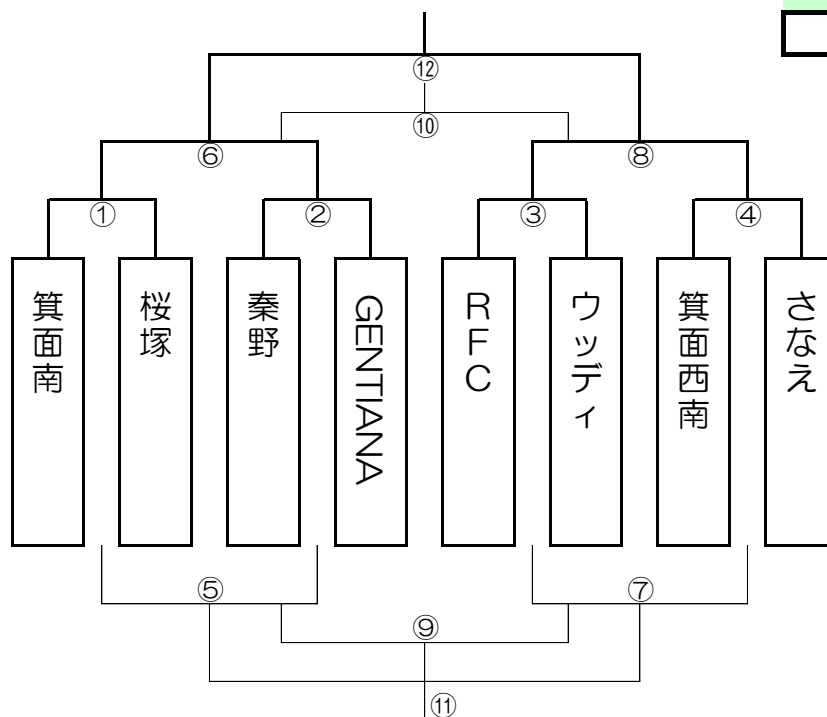 ⑫
⑩
⑥
⑧
①
②
③
④
箕面南
桜塚
秦野
GENTIANA
RFC
ウッディ
箕面西南
さなえ
⑤
⑦
⑨
⑪